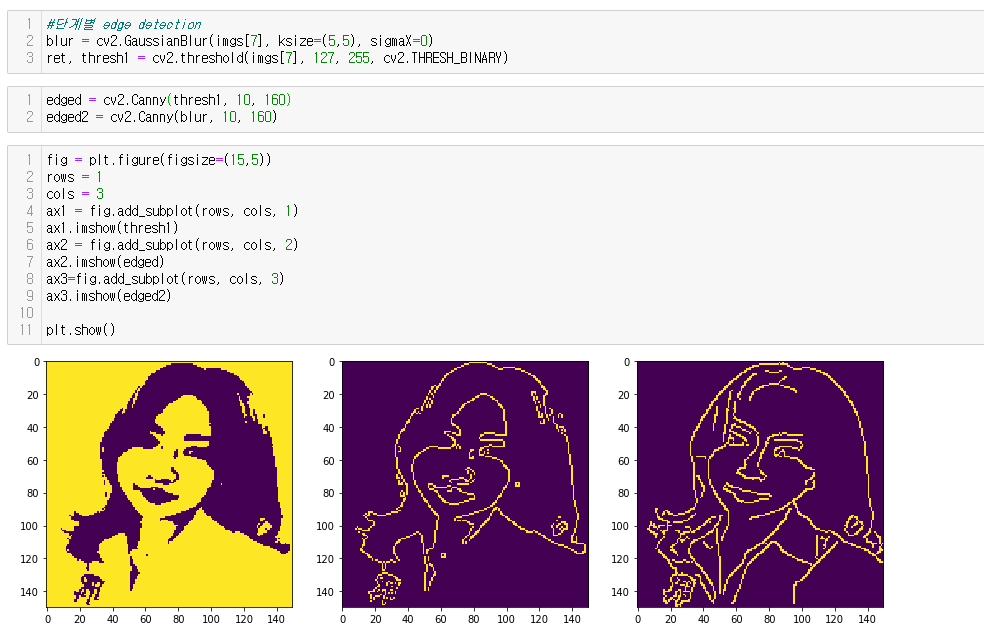 1 #단계별 edge detection
2 blur = cv2.GaussianBlur(imgs[7], ksize=(5,5), sigmaX=0)
3 ret, thresh1 = cv2.threshold(imgs[7], 127, 255, cv2.THRESH_BINARY)
1 edged = cv2.Canny(thresh1, 10, 160)
2 edged2 = cv2.Canny(blur, 10, 160)
1 fig = plt.figure(figsize=(15,5))
2 rows = 1
3 cols = 3
4 ax1 = fig.add_subplot(rows, cols, 1)
5 ax1.imshow(thresh1)
6 ax2 = fig.add_subplot(rows, cols, 2)
7 ax2.imshow(edged)
8 ax3=fig.add_subplot(rows, cols, 3)
9 ax3.imshow(edged2)
10
11 plt.show()
0
20
40
60
80
100
120
140
0 20 40 60 80 100 120 140
0
20
40
60
80
100
120
140
0 20 40 60 80 100 120 140
0
20
40
60
80
100
120
140
0 20 40 60 80 100 120 140